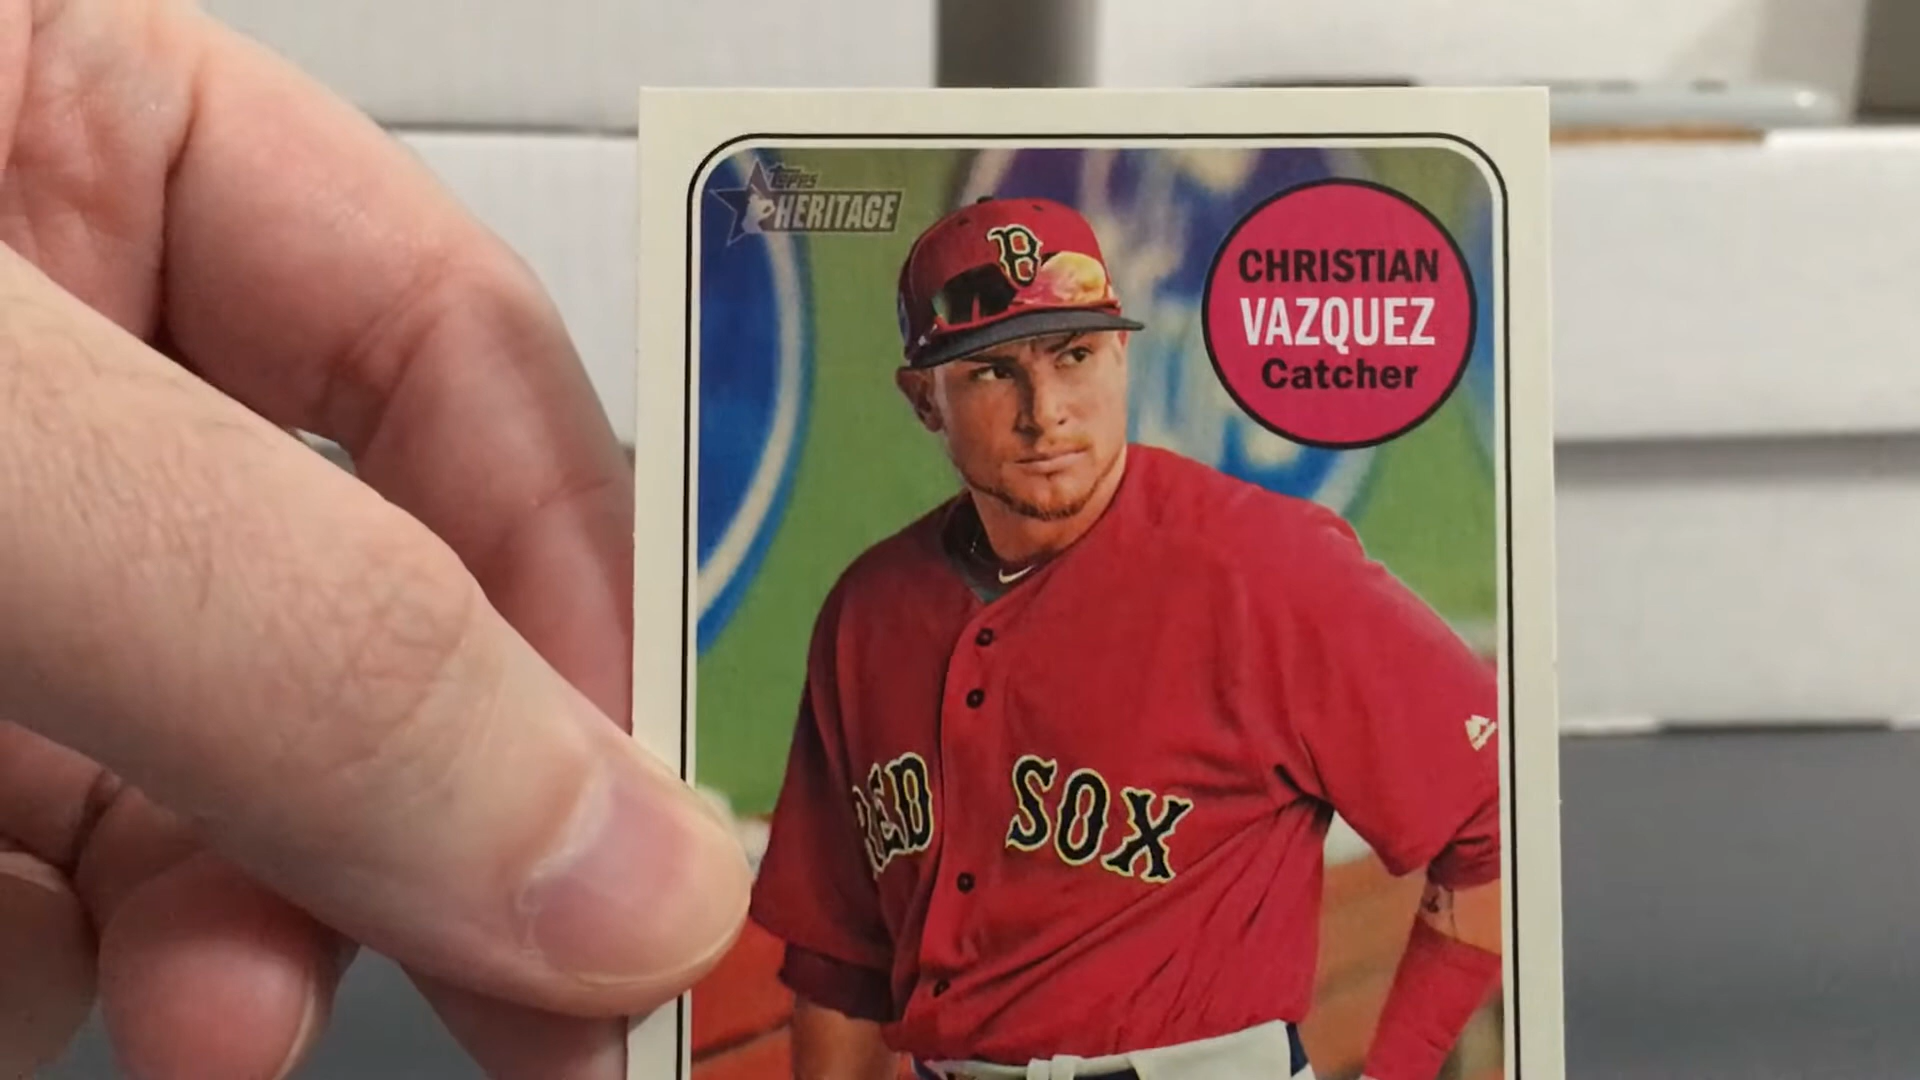 TOPPS
HERITAGE
CHRISTIAN
VAZQUEZ
Catcher
B
RED SOX